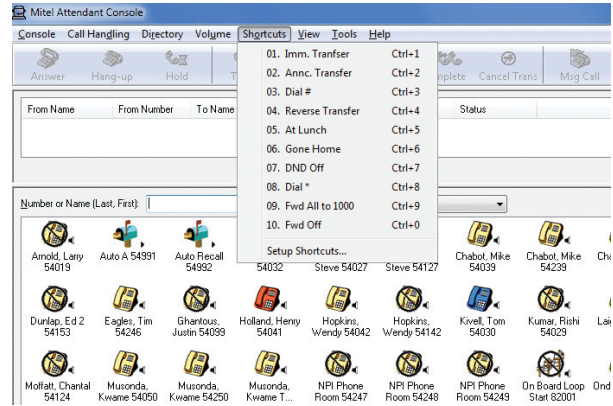 Mitel Attendant Console
Console Call Handling Directory Volume Shortcuts View Tools Help
Answer Hang-up Hold T nplete Cancel Trans Msg Call
01. Imm. Tranfser Ctrl+1
02. Annc. Transfer Ctrl+2
03. Dial # Ctrl+3
04. Reverse Transfer Ctrl+4
05. At Lunch Ctrl+5
06. Gone Home Ctrl+6
07. DND Off Ctrl+7
08. Dial * Ctrl+8
09. Fwd All to 1000 Ctrl+9
10. Fwd Off Ctrl+0
Setup Shortcuts...
From Name From Number To Name Status
Number or Name (Last, First):
Arnold, Larry Auto A 54991 Auto Recall Chabot, Mike Chabot, Mike Cha
54019 54992 54032 Steve 54027 Steve 54127 54039 54239
Dunlap, Ed 2 Eagles, Tim Ghantous, Holland, Henry Hopkins, Hopkins, Kivell, Tom Kumar, Rishi Laig
54153 54246 Justin 54099 54041 Wendy 54042 Wendy 54142 54030 54029
Moffatt, Chantal Musonda, Musonda, Musonda, NPI Phone NPI Phone NPI Phone On Board Loop Ond
54124 Kwame 54050 Kwame 54250 Kwame T... Room 54247 Room 54248 Room 54249 Start 82001